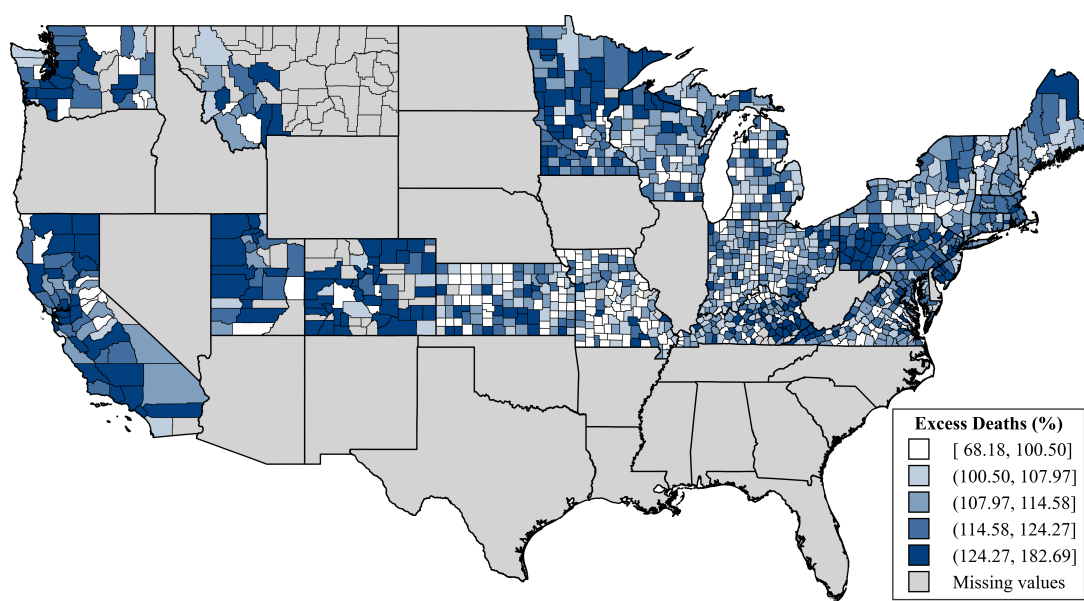 Excess Deaths (%)
[ 68.18, 100.50]
(100.50, 107.97]
(107.97, 114.58]
(114.58, 124.27]
(124.27, 182.69]
Missing values